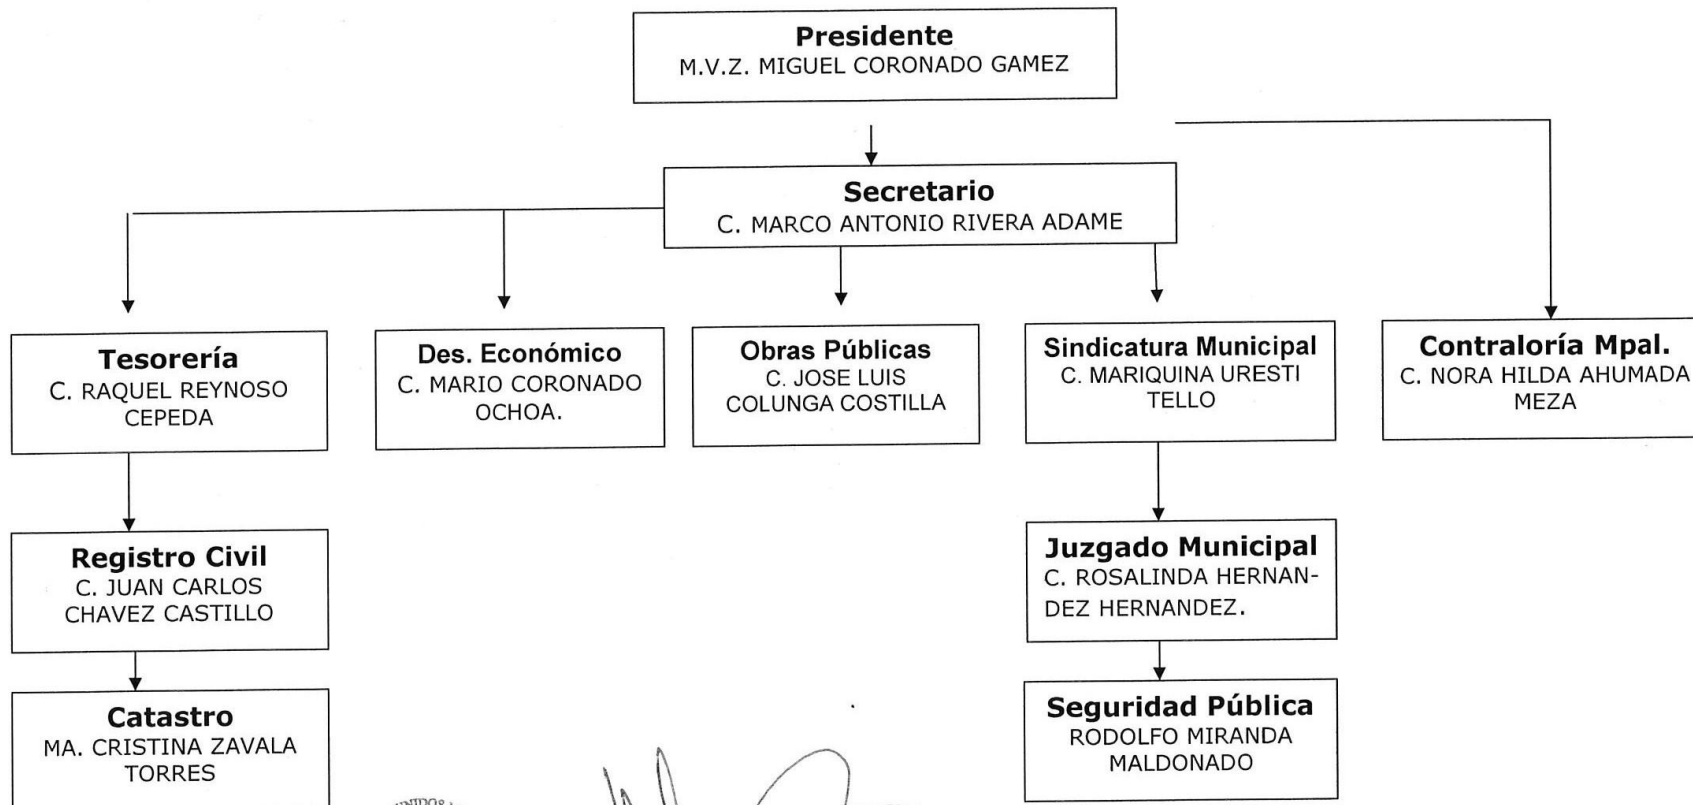 Presidente
M.V.Z. MIGUEL CORONADO GAMEZ
Secretario
C. MARCO ANTONIO RIVERA ADAME
Tesorería
C. RAQUEL REYNOSO
CEPEDA
Des. Económico
C. MARIO CORONADO
OCHOA.
Obras Públicas
C. JOSE LUIS
COLUNGA COSTILLA
Sindicatura Municipal
C. MARIQUINA URESTI
TELLO
Contraloría Mpal.
C. NORA HILDA AHUMADA
MEZA
Registro Civil
C. JUAN CARLOS
CHAVEZ CASTILLO
Juzgado Municipal
C. ROSALINDA HERNAN-
DEZ HERNANDEZ.
Catastro
MA. CRISTINA ZAVALA
TORRES
Seguridad Pública
RODOLFO MIRANDA
MALDONADO